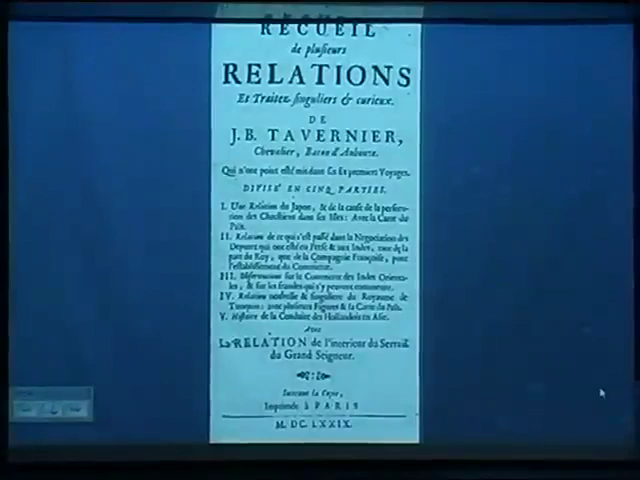 RECUEIL
de plusieurs
RELATIONS
Et Traitez singuliers & curieux.
DE
J.B. TAVERNIER,
Chevalier, Baron d'Aubonne.
Qui n'ont point esté mis dans ses six premiers Voyages.
DIVISÉ EN CINQ PARTIES.
I. Une Relation du Japon, & de la cause de la persecu-
tion des Chrestiens dans ses Isles: Avec la Carte du
Païs.
II. Relation de ce qui s'est passé dans la Negociation des
Deputez qui ont esté en Perse & aux Indes, tant de la
part du Roy, que de la Compagnie Françoise, pour
l'establissement du Commerce.
III. Observations sur le Commerce des Indes Orienta-
les, & sur les fraudes qui s'y peuvent commettre.
IV. Relation nouvelle & singuliere du Royaume de
Tunquin: avec plusieurs Figures & la Carte du Païs.
V. Histoire de la Conduite des Hollandois en Asie.
Avec
La RELATION de l'interieur du Serrail
du Grand Seigneur.
Suivant la Copie,
Imprimée à PARIS
M. DC. LXXIX.